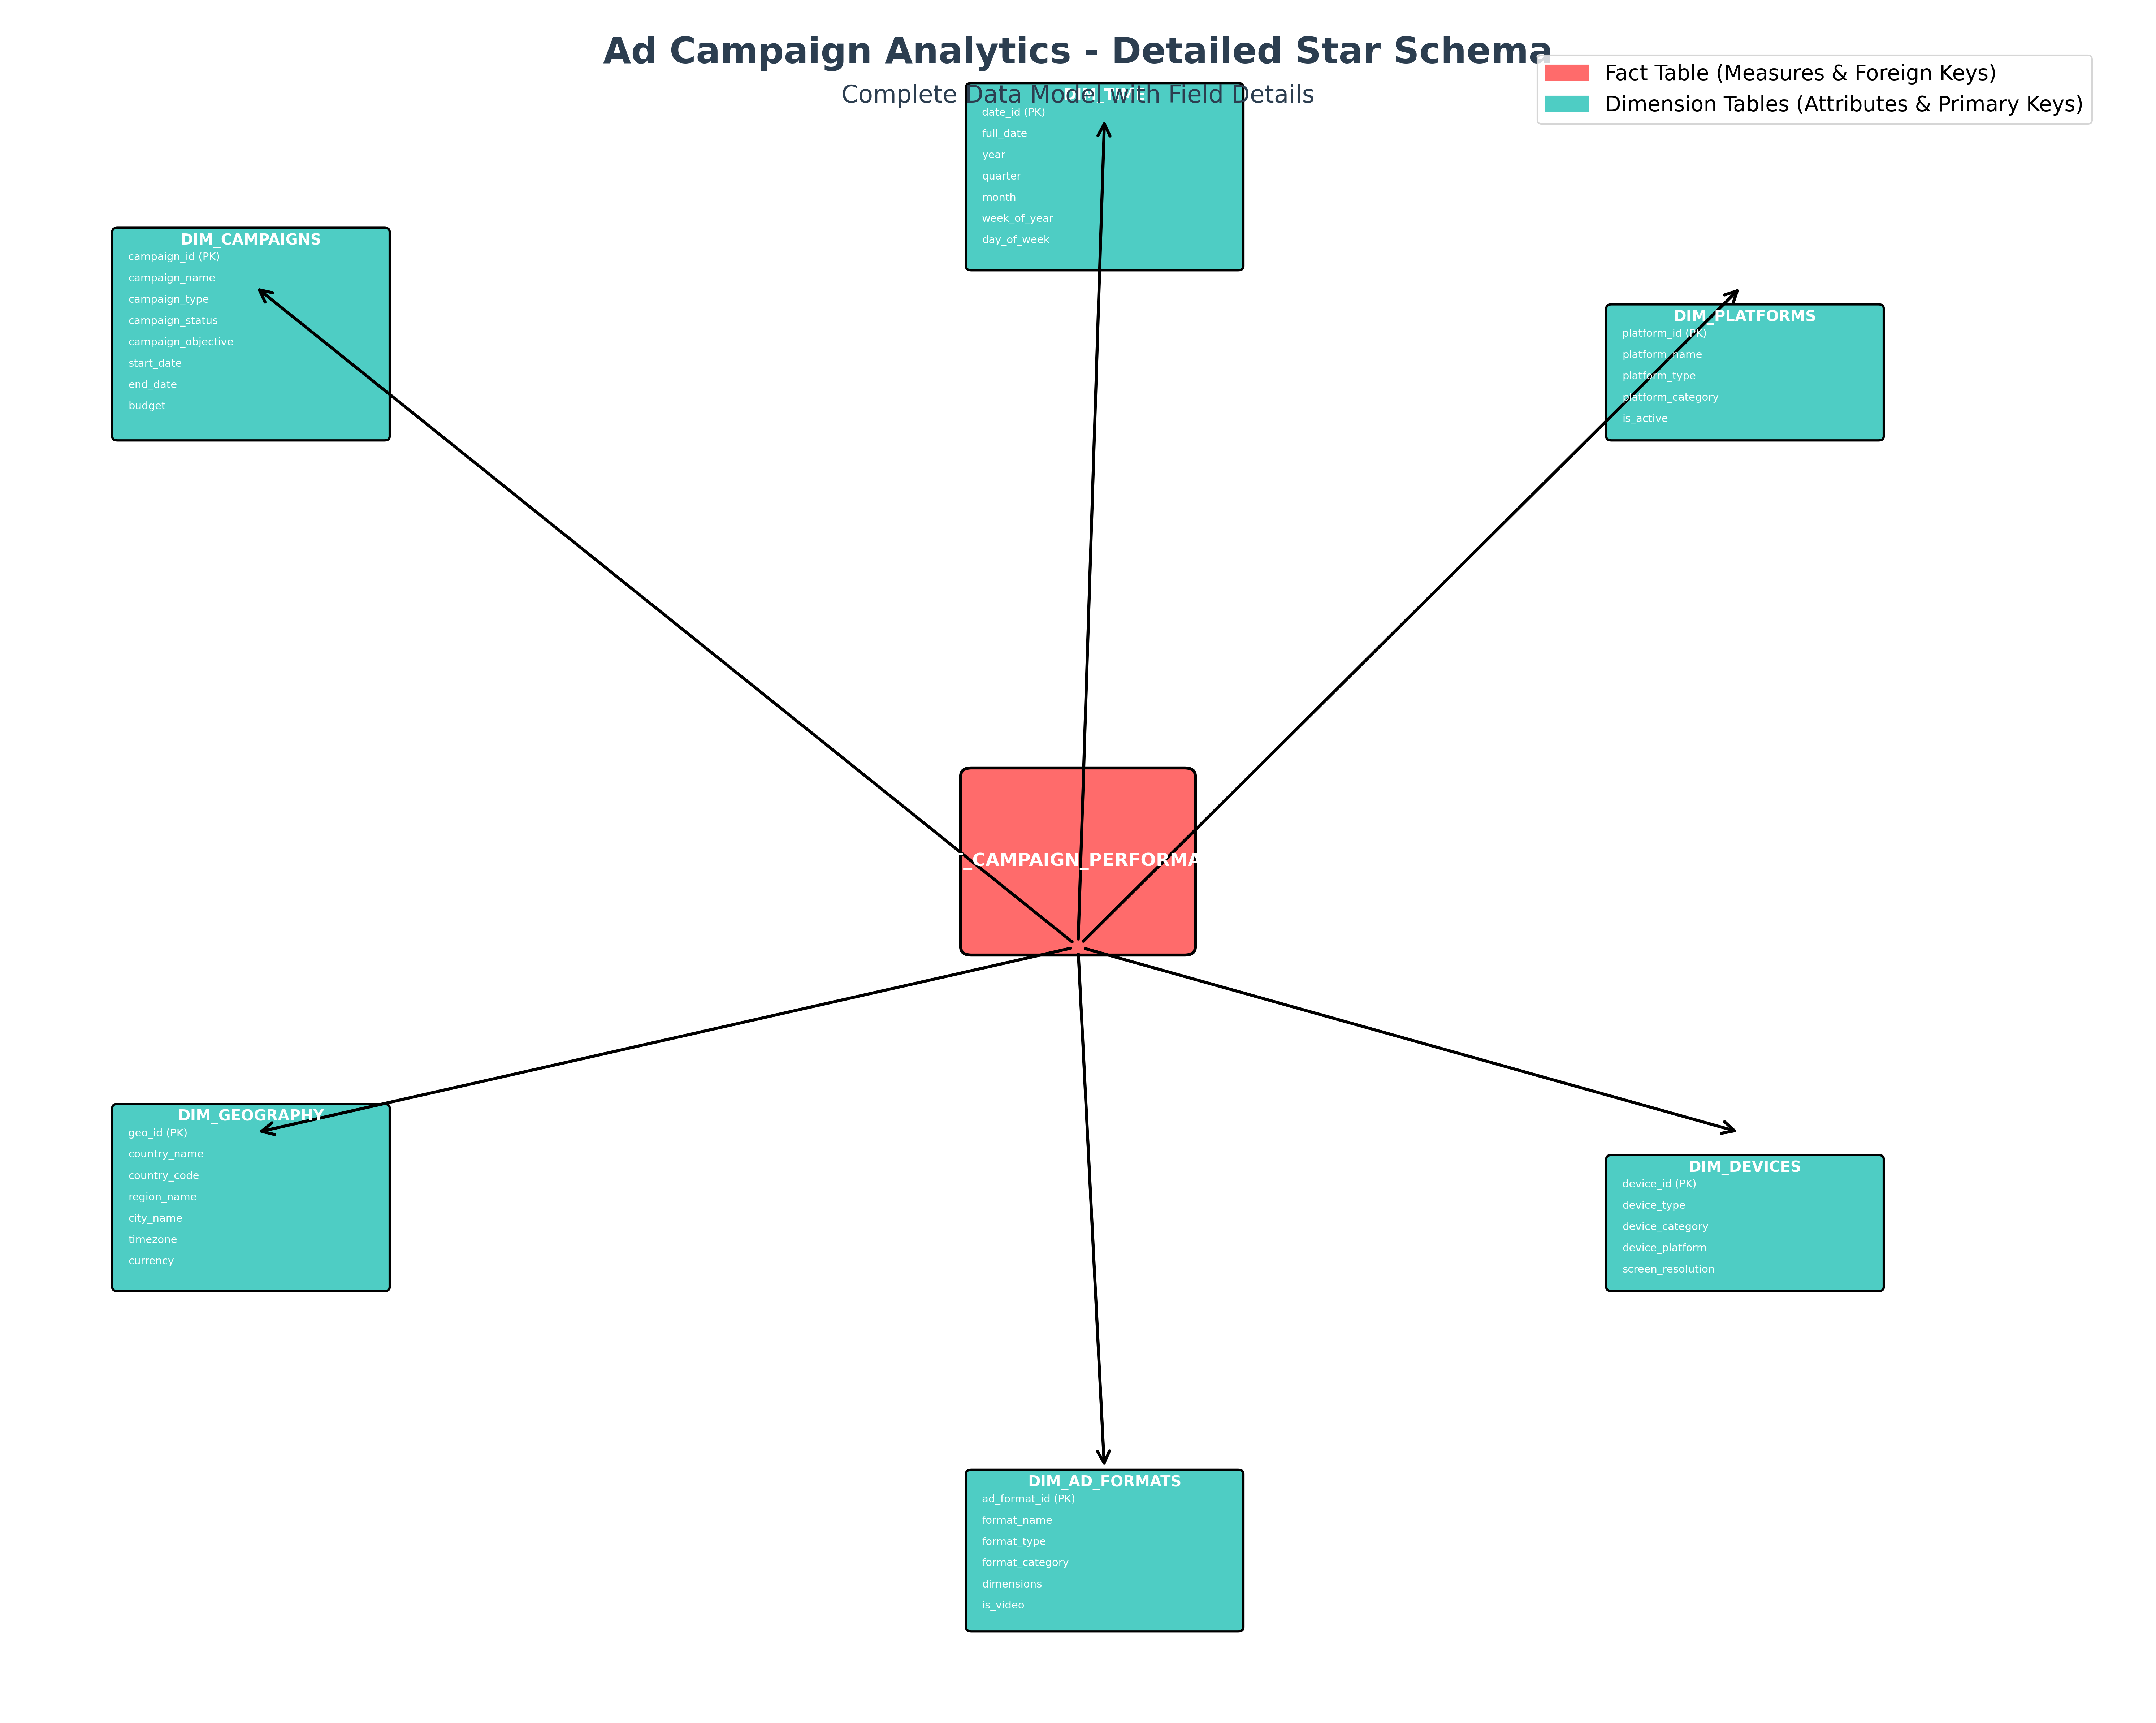 Ad Campaign Analytics - Detailed Star Schema
Complete Data Model with Field Details
Fact Table (Measures & Foreign Keys)
Dimension Tables (Attributes & Primary Keys)
date_id (PK)
full_date
year
quarter
month
week_of_year
day_of_week
DIM_CAMPAIGNS
campaign_id (PK)
campaign_name
campaign_type
campaign_status
campaign_objective
start_date
end_date
budget
DIM_PLATFORMS
platform_id (PK)
platform_name
platform_type
platform_category
is_active
_CAMPAIGN_PERFORMA
DIM_GEOGRAPHY
geo_id (PK)
country_name
country_code
region_name
city_name
timezone
currency
DIM_DEVICES
device_id (PK)
device_type
device_category
device_platform
screen_resolution
DIM_AD_FORMATS
ad_format_id (PK)
format_name
format_type
format_category
dimensions
is_video